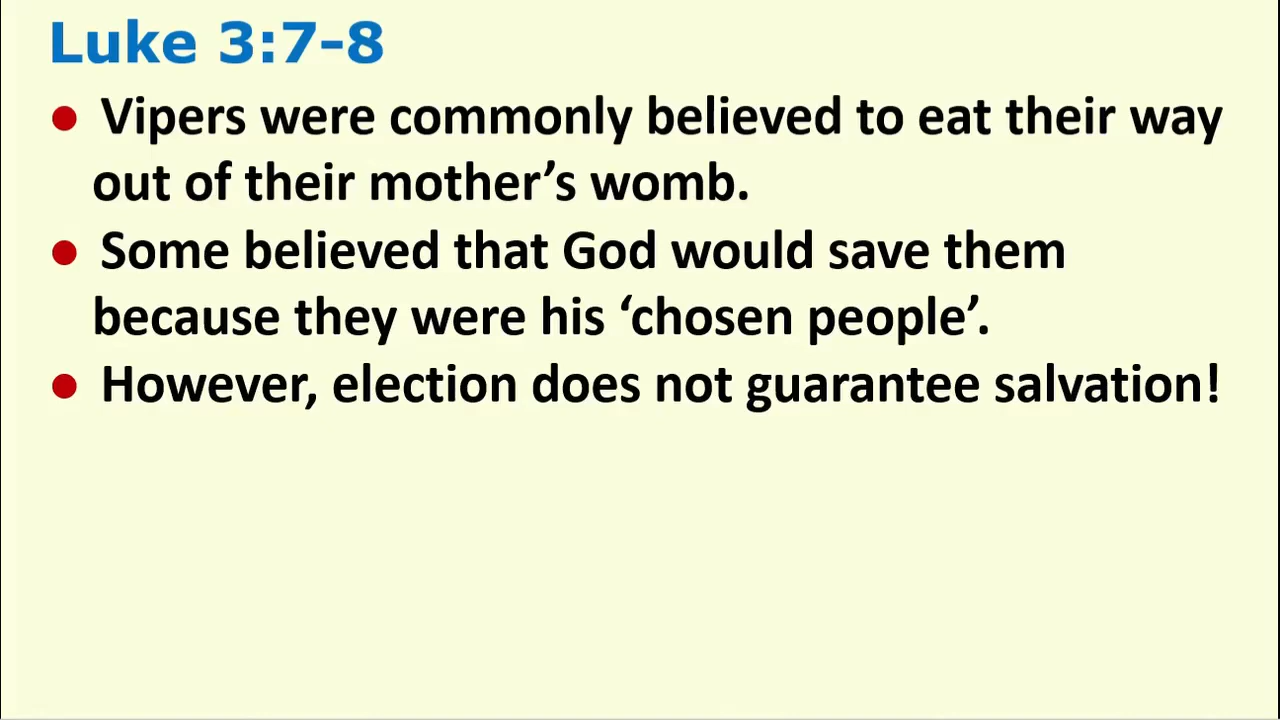 Luke 3:7-8
● Vipers were commonly believed to eat their way
out of their mother’s womb.
● Some believed that God would save them
because they were his ‘chosen people’.
● However, election does not guarantee salvation!